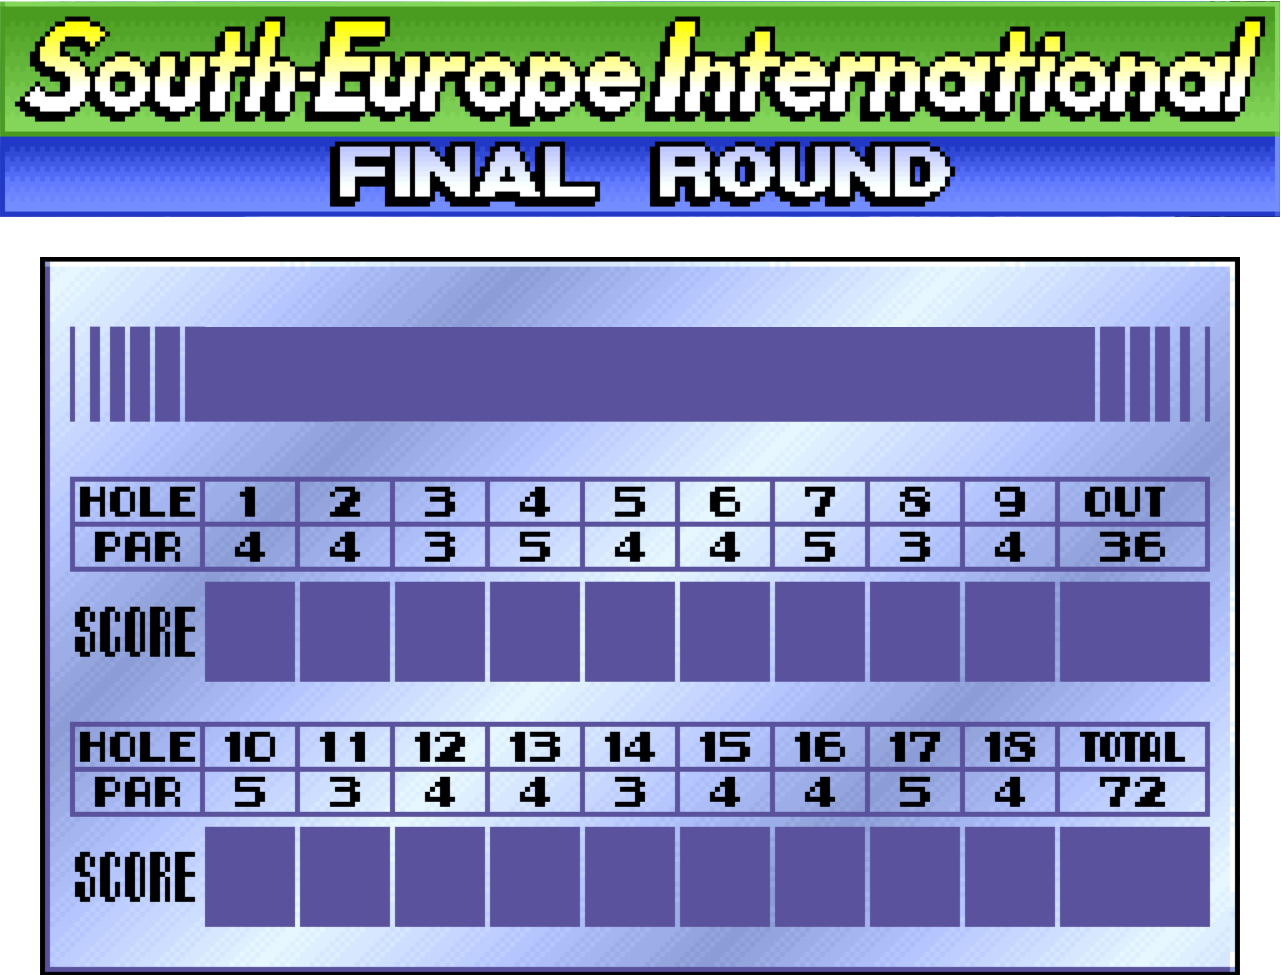 South-Europe International
FINAL ROUND
HOLE 1 2 3 4 5 6 7 8 9 OUT
PAR 4 4 3 5 4 4 5 3 4 36
SCORE
HOLE 10 11 12 13 14 15 16 17 18 TOTAL
PAR 5 3 4 4 3 4 4 5 4 72
SCORE